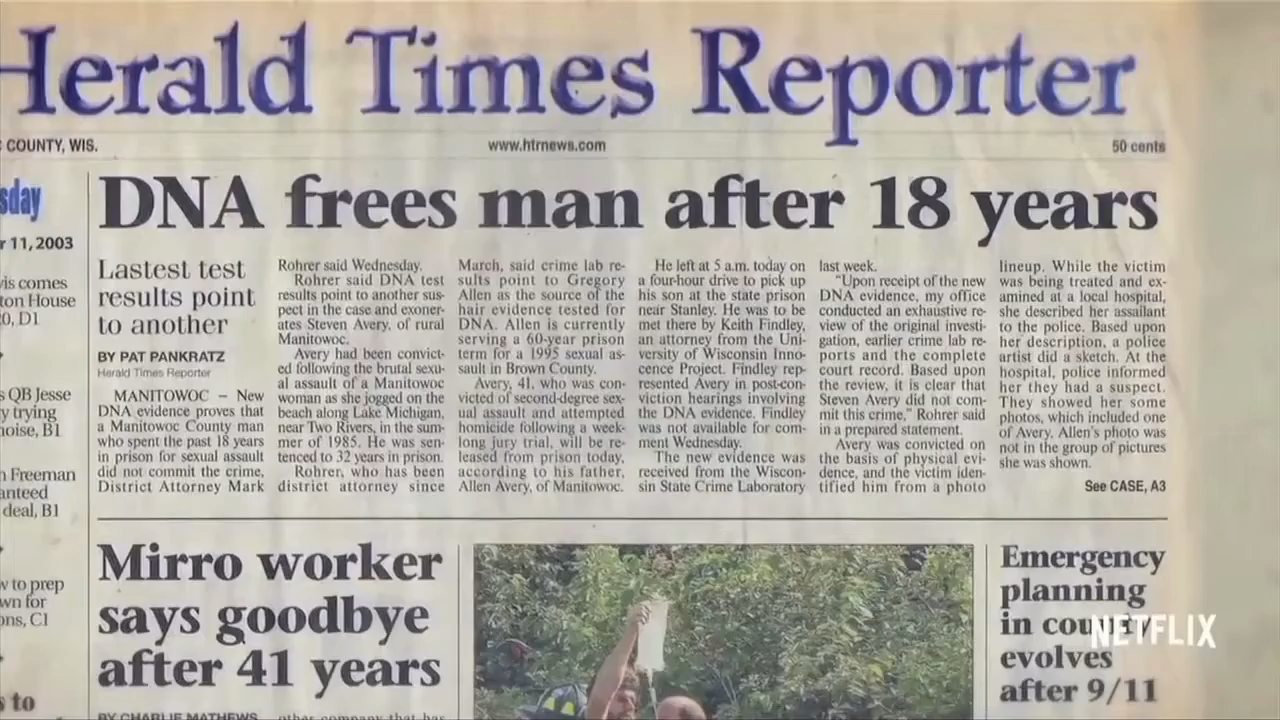 Herald Times Reporter
COUNTY, WIS.
www.htrnews.com
50 cents
sday
r 11, 2003
vis comes
ton House
0, D1
s QB Jesse
y trying
noise, B1
n Freeman
anteed
deal, B1
w to prep
wn for
ons, C1
s to
DNA frees man after 18 years
Lastest test
results point
to another
BY PAT PANKRATZ
Herald Times Reporter
MANITOWOC – New
DNA evidence proves that
a Manitowoc County man
who spent the past 18 years
in prison for sexual assault
did not commit the crime,
District Attorney Mark
Rohrer said Wednesday.
Rohrer said DNA test
results point to another sus-
pect in the case and exoner-
ates Steven Avery, of rural
Manitowoc.
Avery had been convict-
ed following the brutal sexu-
al assault of a Manitowoc
woman as she jogged on the
beach along Lake Michigan,
near Two Rivers, in the sum-
mer of 1985. He was sen-
tenced to 32 years in prison.
Rohrer, who has been
district attorney since
March, said crime lab re-
sults point to Gregory
Allen as the source of the
hair evidence tested for
DNA. Allen is currently
serving a 60-year prison
term for a 1995 sexual as-
sault in Brown County.
Avery, 41, who was con-
victed of second-degree sex-
ual assault and attempted
homicide following a week-
long jury trial, will be re-
leased from prison today,
according to his father,
Allen Avery, of Manitowoc.
He left at 5 a.m. today on
a four-hour drive to pick up
his son at the state prison
near Stanley. He was to be
met there by Keith Findley,
an attorney from the Uni-
versity of Wisconsin Inno-
cence Project. Findley rep-
resented Avery in post-con-
viction hearings involving
the DNA evidence. Findley
was not available for com-
ment Wednesday.
The new evidence was
received from the Wiscon-
sin State Crime Laboratory
last week.
"Upon receipt of the new
DNA evidence, my office
conducted an exhaustive re-
view of the original investi-
gation, earlier crime lab re-
ports and the complete
court record. Based upon
the review, it is clear that
Steven Avery did not com-
mit this crime," Rohrer said
in a prepared statement.
Avery was convicted on
the basis of physical evi-
dence, and the victim iden-
tified him from a photo
lineup. While the victim
was being treated and ex-
amined at a local hospital,
she described her assailant
to the police. Based upon
her description, a police
artist did a sketch. At the
hospital, police informed
her they had a suspect.
They showed her some
photos, which included one
of Avery. Allen's photo was
not in the group of pictures
she was shown.
See CASE, A3
Mirro worker
says goodbye
after 41 years
BY CHARLIE MATHEWS
other company that has
Emergency
planning
in county
evolves
after 9/11
NETFLIX